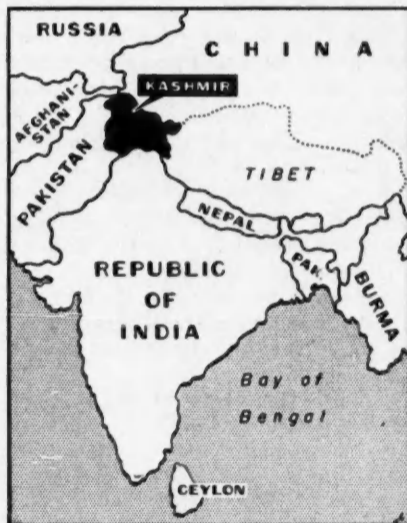 RUSSIA
CHINA
KASHMIR
AFGHANI-
STAN
PAKISTAN
TIBET
NEPAL
REPUBLIC
OF
INDIA
PAK.
BURMA
Bay of
Bengal
CEYLON